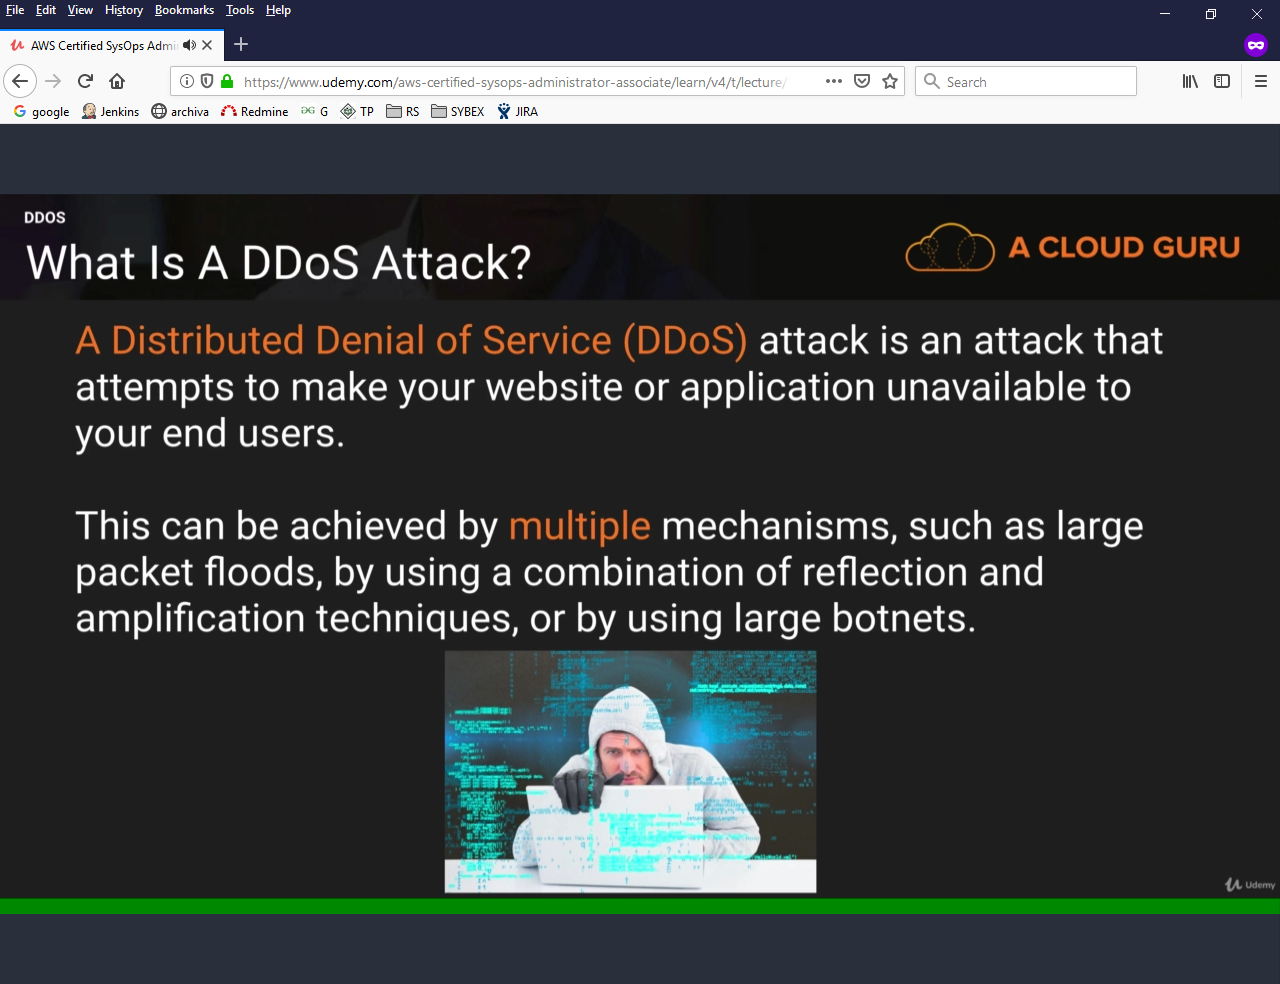 File Edit View History Bookmarks Tools Help
AWS Certified SysOps Admi
https://www.udemy.com/aws-certified-sysops-administrator-associate/learn/v4/t/lecture/
Search
google Jenkins archiva Redmine G TP RS SYBEX JIRA
DDOS
What Is A DDoS Attack?
A CLOUD GURU
A Distributed Denial of Service (DDoS) attack is an attack that
attempts to make your website or application unavailable to
your end users.
This can be achieved by multiple mechanisms, such as large
packet floods, by using a combination of reflection and
amplification techniques, or by using large botnets.
Udemy